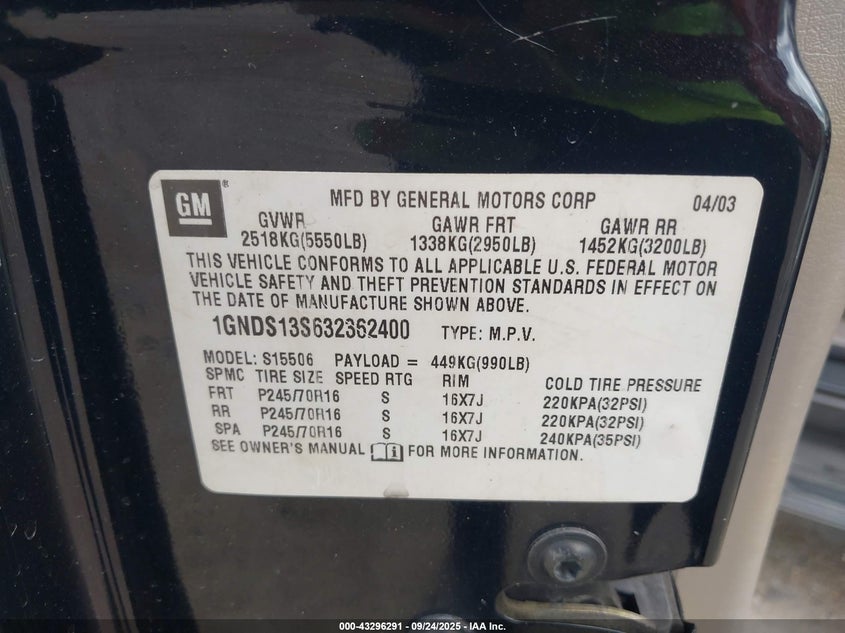 GM ®
MFD BY GENERAL MOTORS CORP 04/03
GVWR GAWR FRT GAWR RR
2518KG(5550LB) 1338KG(2950LB) 1452KG(3200LB)
THIS VEHICLE CONFORMS TO ALL APPLICABLE U.S. FEDERAL MOTOR
VEHICLE SAFETY AND THEFT PREVENTION STANDARDS IN EFFECT ON
THE DATE OF MANUFACTURE SHOWN ABOVE.
1GNDS13S632362400 TYPE: M.P.V.
MODEL: S15506 PAYLOAD = 449KG(990LB)
SPMC TIRE SIZE SPEED RTG RIM COLD TIRE PRESSURE
FRT P245/70R16 S 16X7J 220KPA(32PSI)
RR P245/70R16 S 16X7J 220KPA(32PSI)
SPA P245/70R16 S 16X7J 240KPA(35PSI)
SEE OWNER'S MANUAL i FOR MORE INFORMATION.
000-43296291 - 09/24/2025 - IAA Inc.